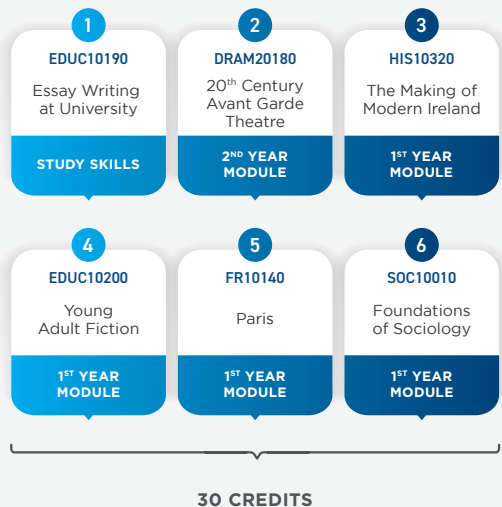 1
EDUC10190
Essay Writing
at University
STUDY SKILLS
2
DRAM20180
20th Century
Avant Garde
Theatre
2ND YEAR
MODULE
3
HIS10320
The Making of
Modern Ireland
1ST YEAR
MODULE
4
EDUC10200
Young
Adult Fiction
1ST YEAR
MODULE
5
FR10140
Paris
1ST YEAR
MODULE
6
SOC10010
Foundations
of Sociology
1ST YEAR
MODULE
30 CREDITS